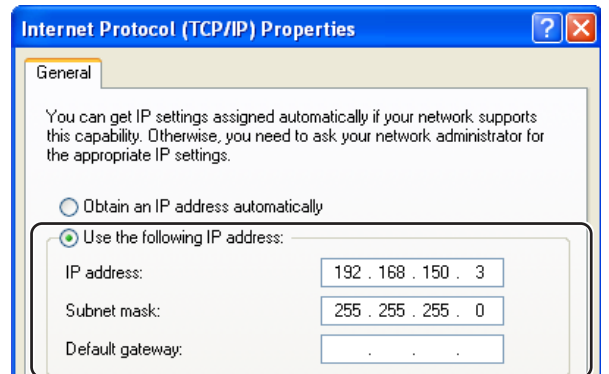 Internet Protocol (TCP/IP) Properties
General
You can get IP settings assigned automatically if your network supports
this capability. Otherwise, you need to ask your network administrator for
the appropriate IP settings.
Obtain an IP address automatically
Use the following IP address:
IP address: 192 . 168 . 150 . 3
Subnet mask: 255 . 255 . 255 . 0
Default gateway: . . .